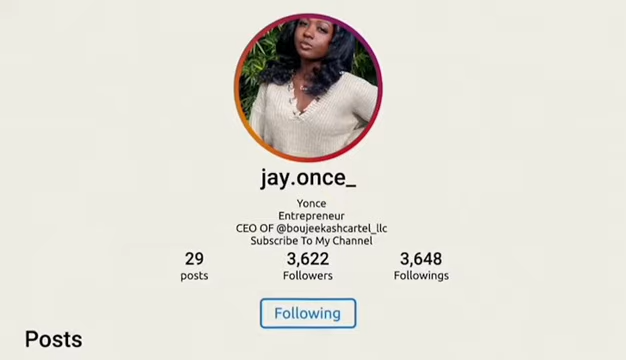 jay.once_
Yonce
Entrepreneur
CEO OF @boujeekashcartel_llc
Subscribe To My Channel
29 3,622 3,648
posts Followers Followings
Following
Posts